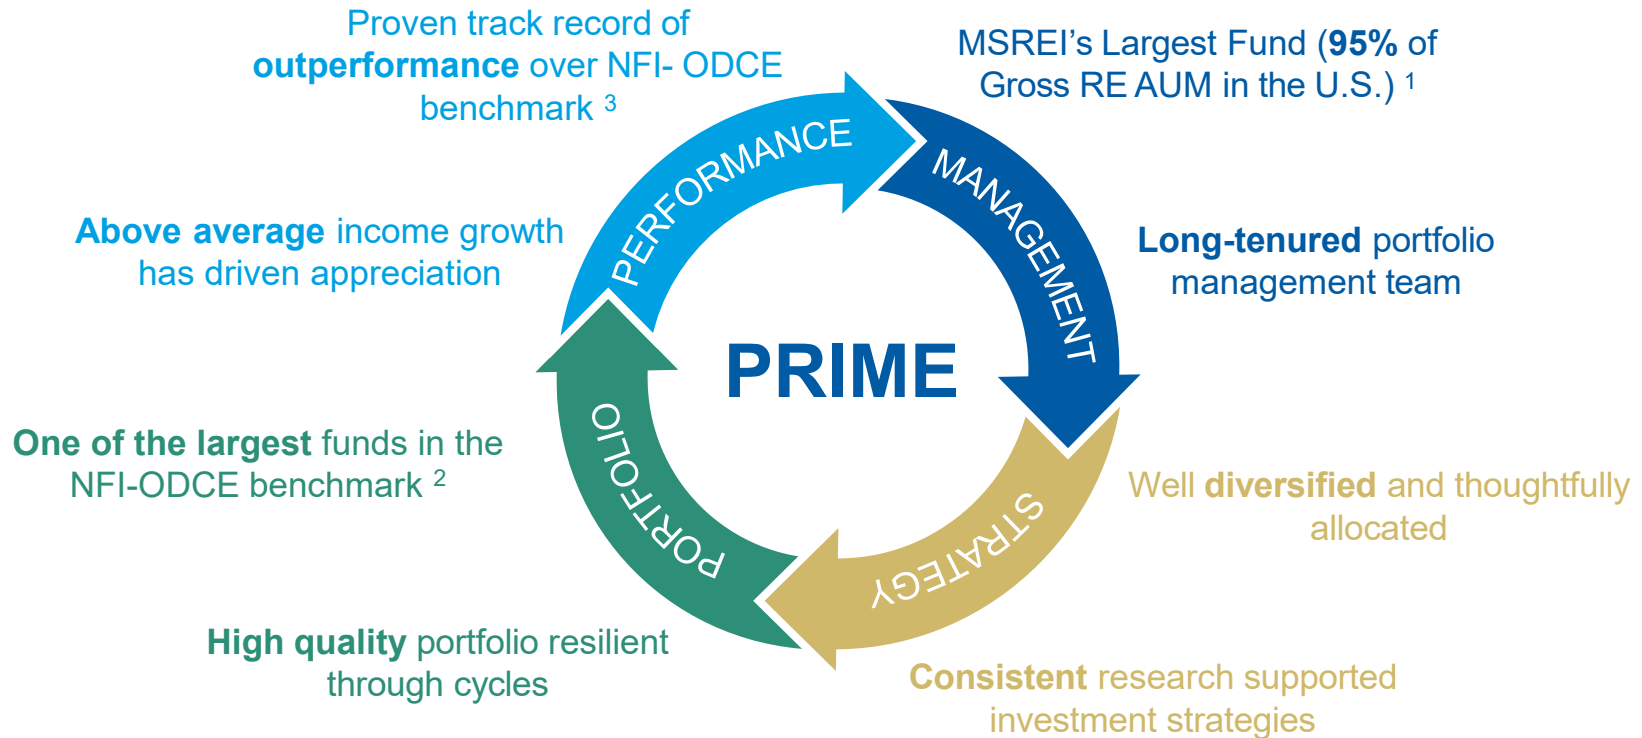 Proven track record of
outperformance over NFI- ODCE
benchmark 3
MSREI’s Largest Fund (95% of
Gross RE AUM in the U.S.) 1
PERFORMANCE
MANAGEMENT
Above average income growth
has driven appreciation
Long-tenured portfolio
management team
PRIME
One of the largest funds in the
NFI-ODCE benchmark 2
PORTFOLIO
STRATEGY
Well diversified and thoughtfully
allocated
High quality portfolio resilient
through cycles
Consistent research supported
investment strategies